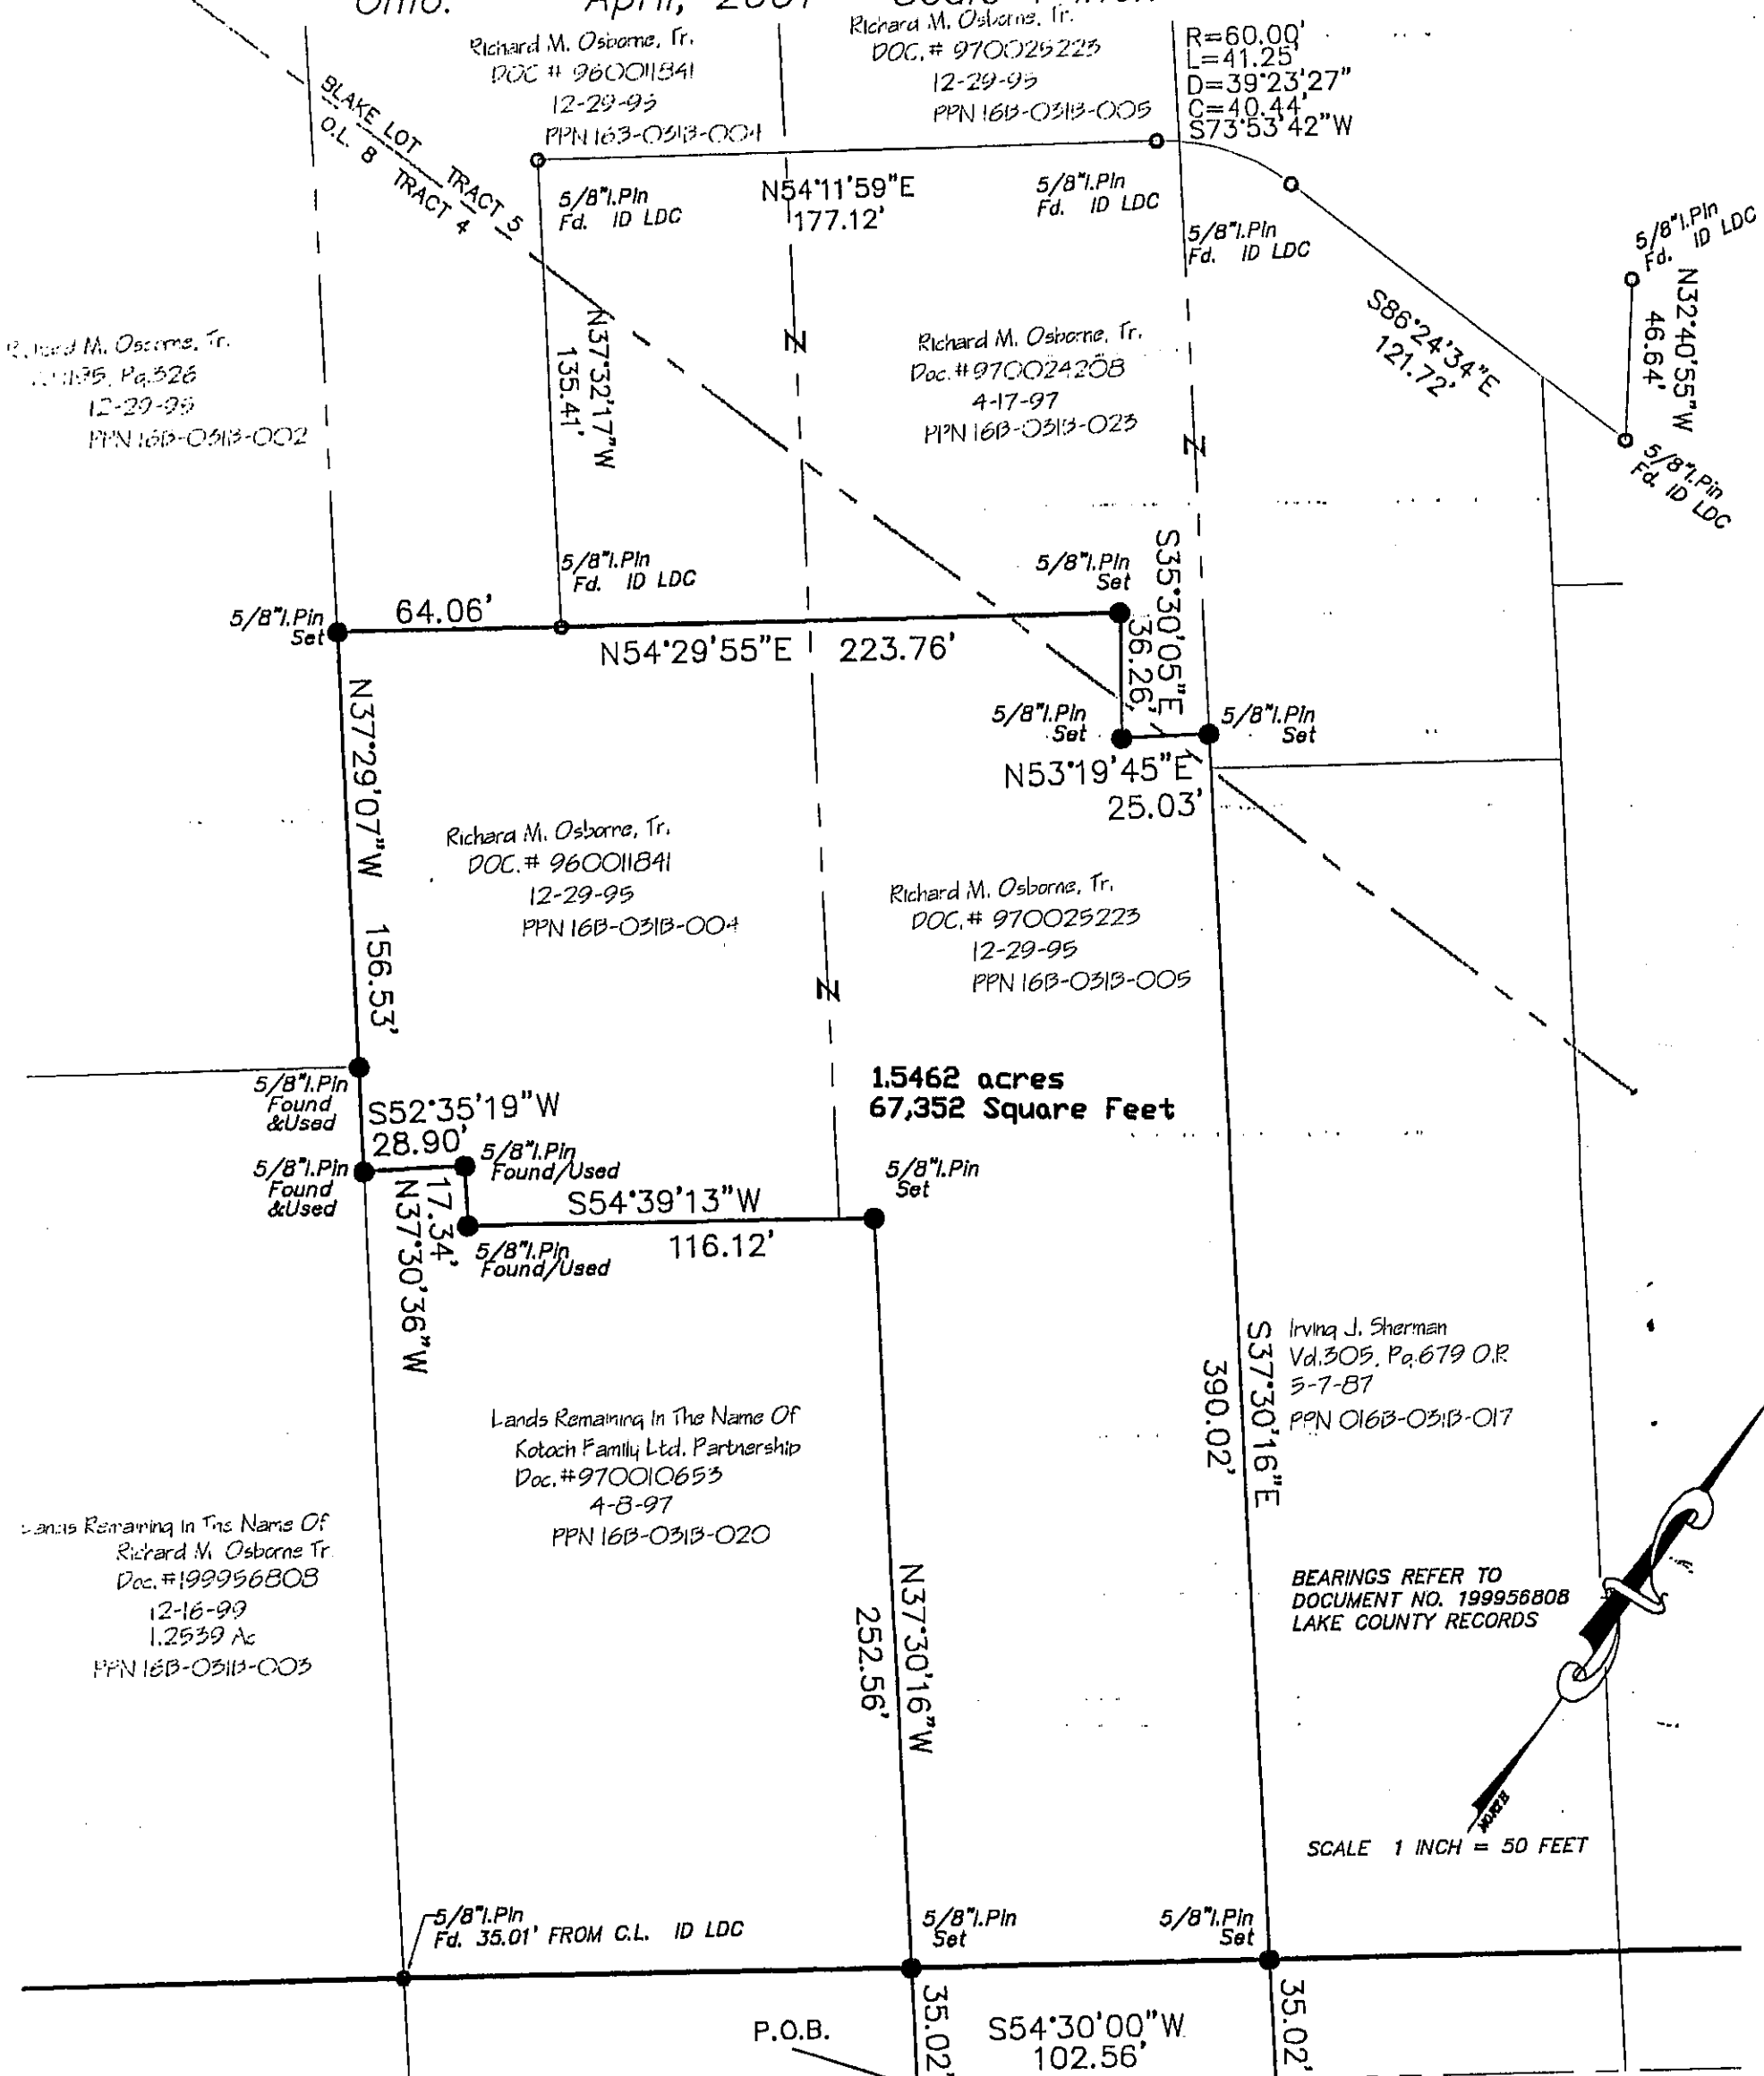 Ohio. April, 2001
Richard M. Osborne, Tr.
DOC # 960011841
12-29-95
PPN 16B-031B-004
Richard M. Osborne, Tr.
DOC. # 970025223
12-29-95
PPN 16B-031B-005
R=60.00'
L=41.25'
D=39°23'27"
C=40.44'
S73°53'42"W
BLAKE LOT TRACT 5
O.L. 8 TRACT 4
5/8"I.Pin
Fd. ID LDC
N54°11'59"E
177.12'
5/8"I.Pin
Fd. ID LDC
5/8"I.Pin
Fd. ID LDC
5/8"I.Pin
Fd. ID LDC
N32°40'55"W
46.64'
S86°24'34"E
121.72'
5/8"I.Pin
Fd. ID LDC
Richard M. Osborne, Tr.
Pg.326
12-29-95
PPN 16B-031B-002
N37°32'17"W
135.41'
Richard M. Osborne, Tr.
Doc.#970024208
4-17-97
PPN 16B-031B-023
5/8"I.Pin
Fd. ID LDC
5/8"I.Pin
Set
S35°30'05"E
36.26'
5/8"I.Pin
Set
64.06'
N54°29'55"E 223.76'
5/8"I.Pin
Set
5/8"I.Pin
Set
N53°19'45"E
25.03'
N37°29'07"W 156.53'
Richard M. Osborne, Tr.
DOC.# 960011841
12-29-95
PPN 16B-031B-004
Richard M. Osborne, Tr.
DOC.# 970025223
12-29-95
PPN 16B-031B-005
1.5462 acres
67,352 Square Feet
5/8"I.Pin
Found
&Used
S52°35'19"W
28.90'
5/8"I.Pin
Found/Used
5/8"I.Pin
Found
&Used
17.34'
N37°30'36"W
S54°39'13"W
116.12'
5/8"I.Pin
Found/Used
5/8"I.Pin
Set
Irving J. Sherman
Vol.305, Pg.679 O.R.
5-7-87
PPN 016B-031B-017
S37°30'16"E
390.02'
Lands Remaining In The Name Of
Kotoch Family Ltd. Partnership
Doc.#970010653
4-8-97
PPN 16B-031B-020
Lands Remaining In The Name Of
Richard M. Osborne Tr.
Doc.#199956808
12-16-99
1.2539 Ac
PPN 16B-031B-003
N37°30'16"W
252.56'
BEARINGS REFER TO
DOCUMENT NO. 199956808
LAKE COUNTY RECORDS
SCALE 1 INCH = 50 FEET
5/8"I.Pin
Fd. 35.01' FROM C.L. ID LDC
5/8"I.Pin
Set
5/8"I.Pin
Set
P.O.B.
35.02'
S54°30'00"W
102.56'
35.02'